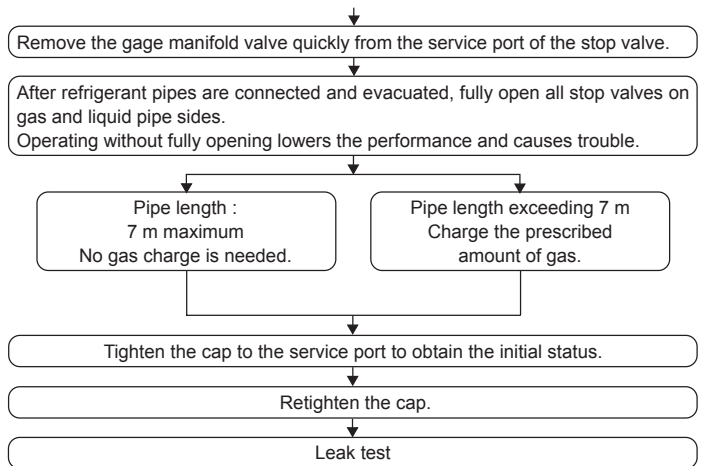 Remove the gage manifold valve quickly from the service port of the stop valve.
After refrigerant pipes are connected and evacuated, fully open all stop valves on
gas and liquid pipe sides.
Operating without fully opening lowers the performance and causes trouble.
Pipe length :
7 m maximum
No gas charge is needed.
Pipe length exceeding 7 m
Charge the prescribed
amount of gas.
Tighten the cap to the service port to obtain the initial status.
Retighten the cap.
Leak test